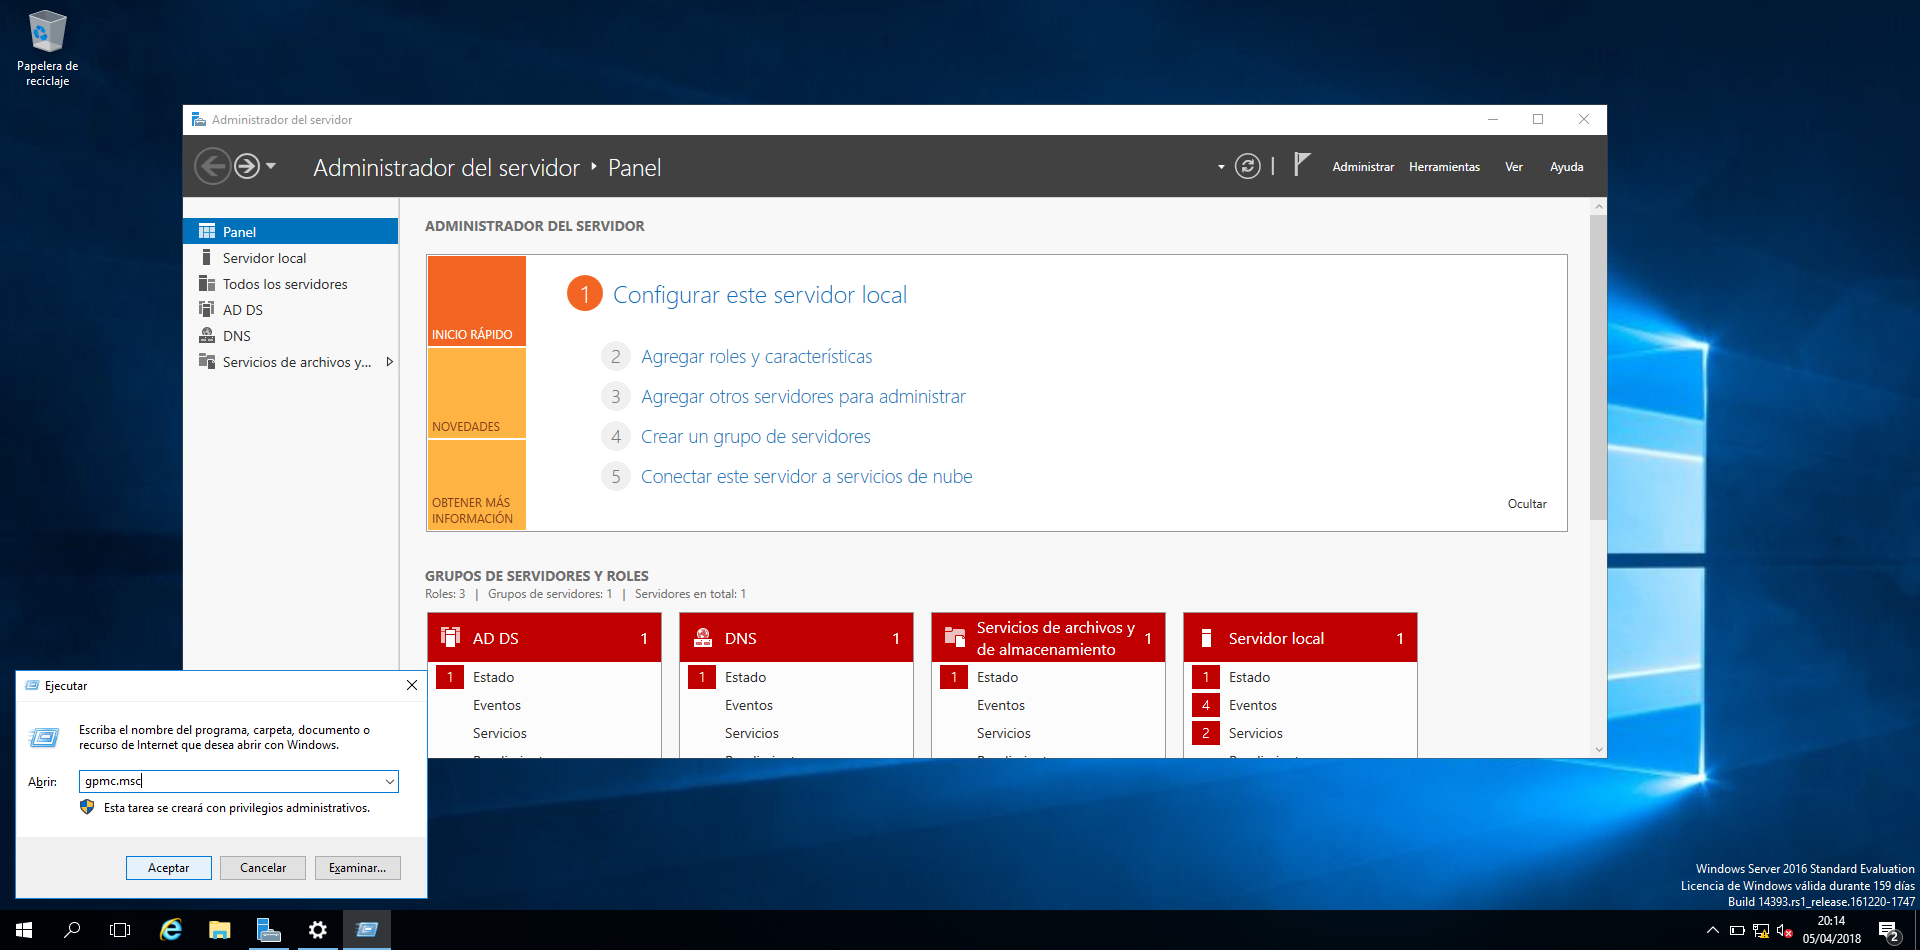 Papelera de
reciclaje
Administrador del servidor
Administrador del servidor ‣ Panel
Administrar
Herramientas
Ver
Ayuda
Panel
Servidor local
Todos los servidores
AD DS
DNS
Servicios de archivos y...
ADMINISTRADOR DEL SERVIDOR
INICIO RÁPIDO
NOVEDADES
OBTENER MÁS
INFORMACIÓN
1 Configurar este servidor local
2 Agregar roles y características
3 Agregar otros servidores para administrar
4 Crear un grupo de servidores
5 Conectar este servidor a servicios de nube
Ocultar
GRUPOS DE SERVIDORES Y ROLES
Roles: 3 | Grupos de servidores: 1 | Servidores en total: 1
AD DS 1
1 Estado
Eventos
Servicios
DNS 1
1 Estado
Eventos
Servicios
Servicios de archivos y
de almacenamiento 1
1 Estado
Eventos
Servicios
Servidor local 1
1 Estado
4 Eventos
2 Servicios
Ejecutar
Escriba el nombre del programa, carpeta, documento o
recurso de Internet que desea abrir con Windows.
Abrir: gpmc.msc
Esta tarea se creará con privilegios administrativos.
Aceptar
Cancelar
Examinar...
Windows Server 2016 Standard Evaluation
Licencia de Windows válida durante 159 días
Build 14393.rs1_release.161220-1747
20:14
05/04/2018
2